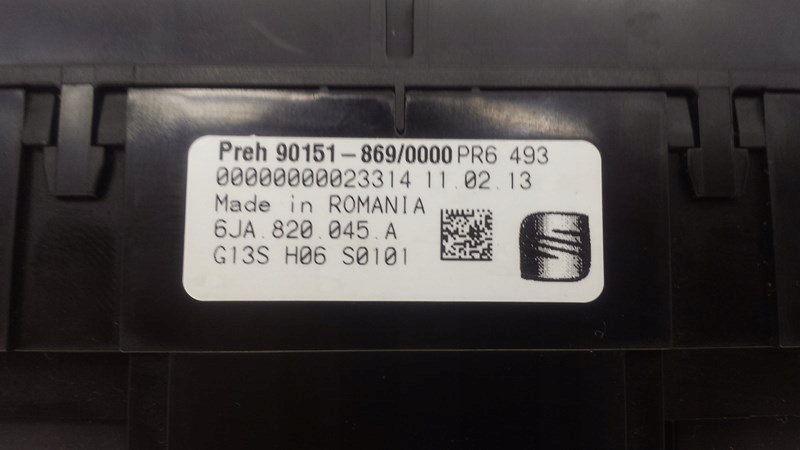 Preh 90151-869/0000 PR6 493
00000000023314 11.02.13
Made in ROMANIA
6JA.820.045.A
G13S H06 S0101